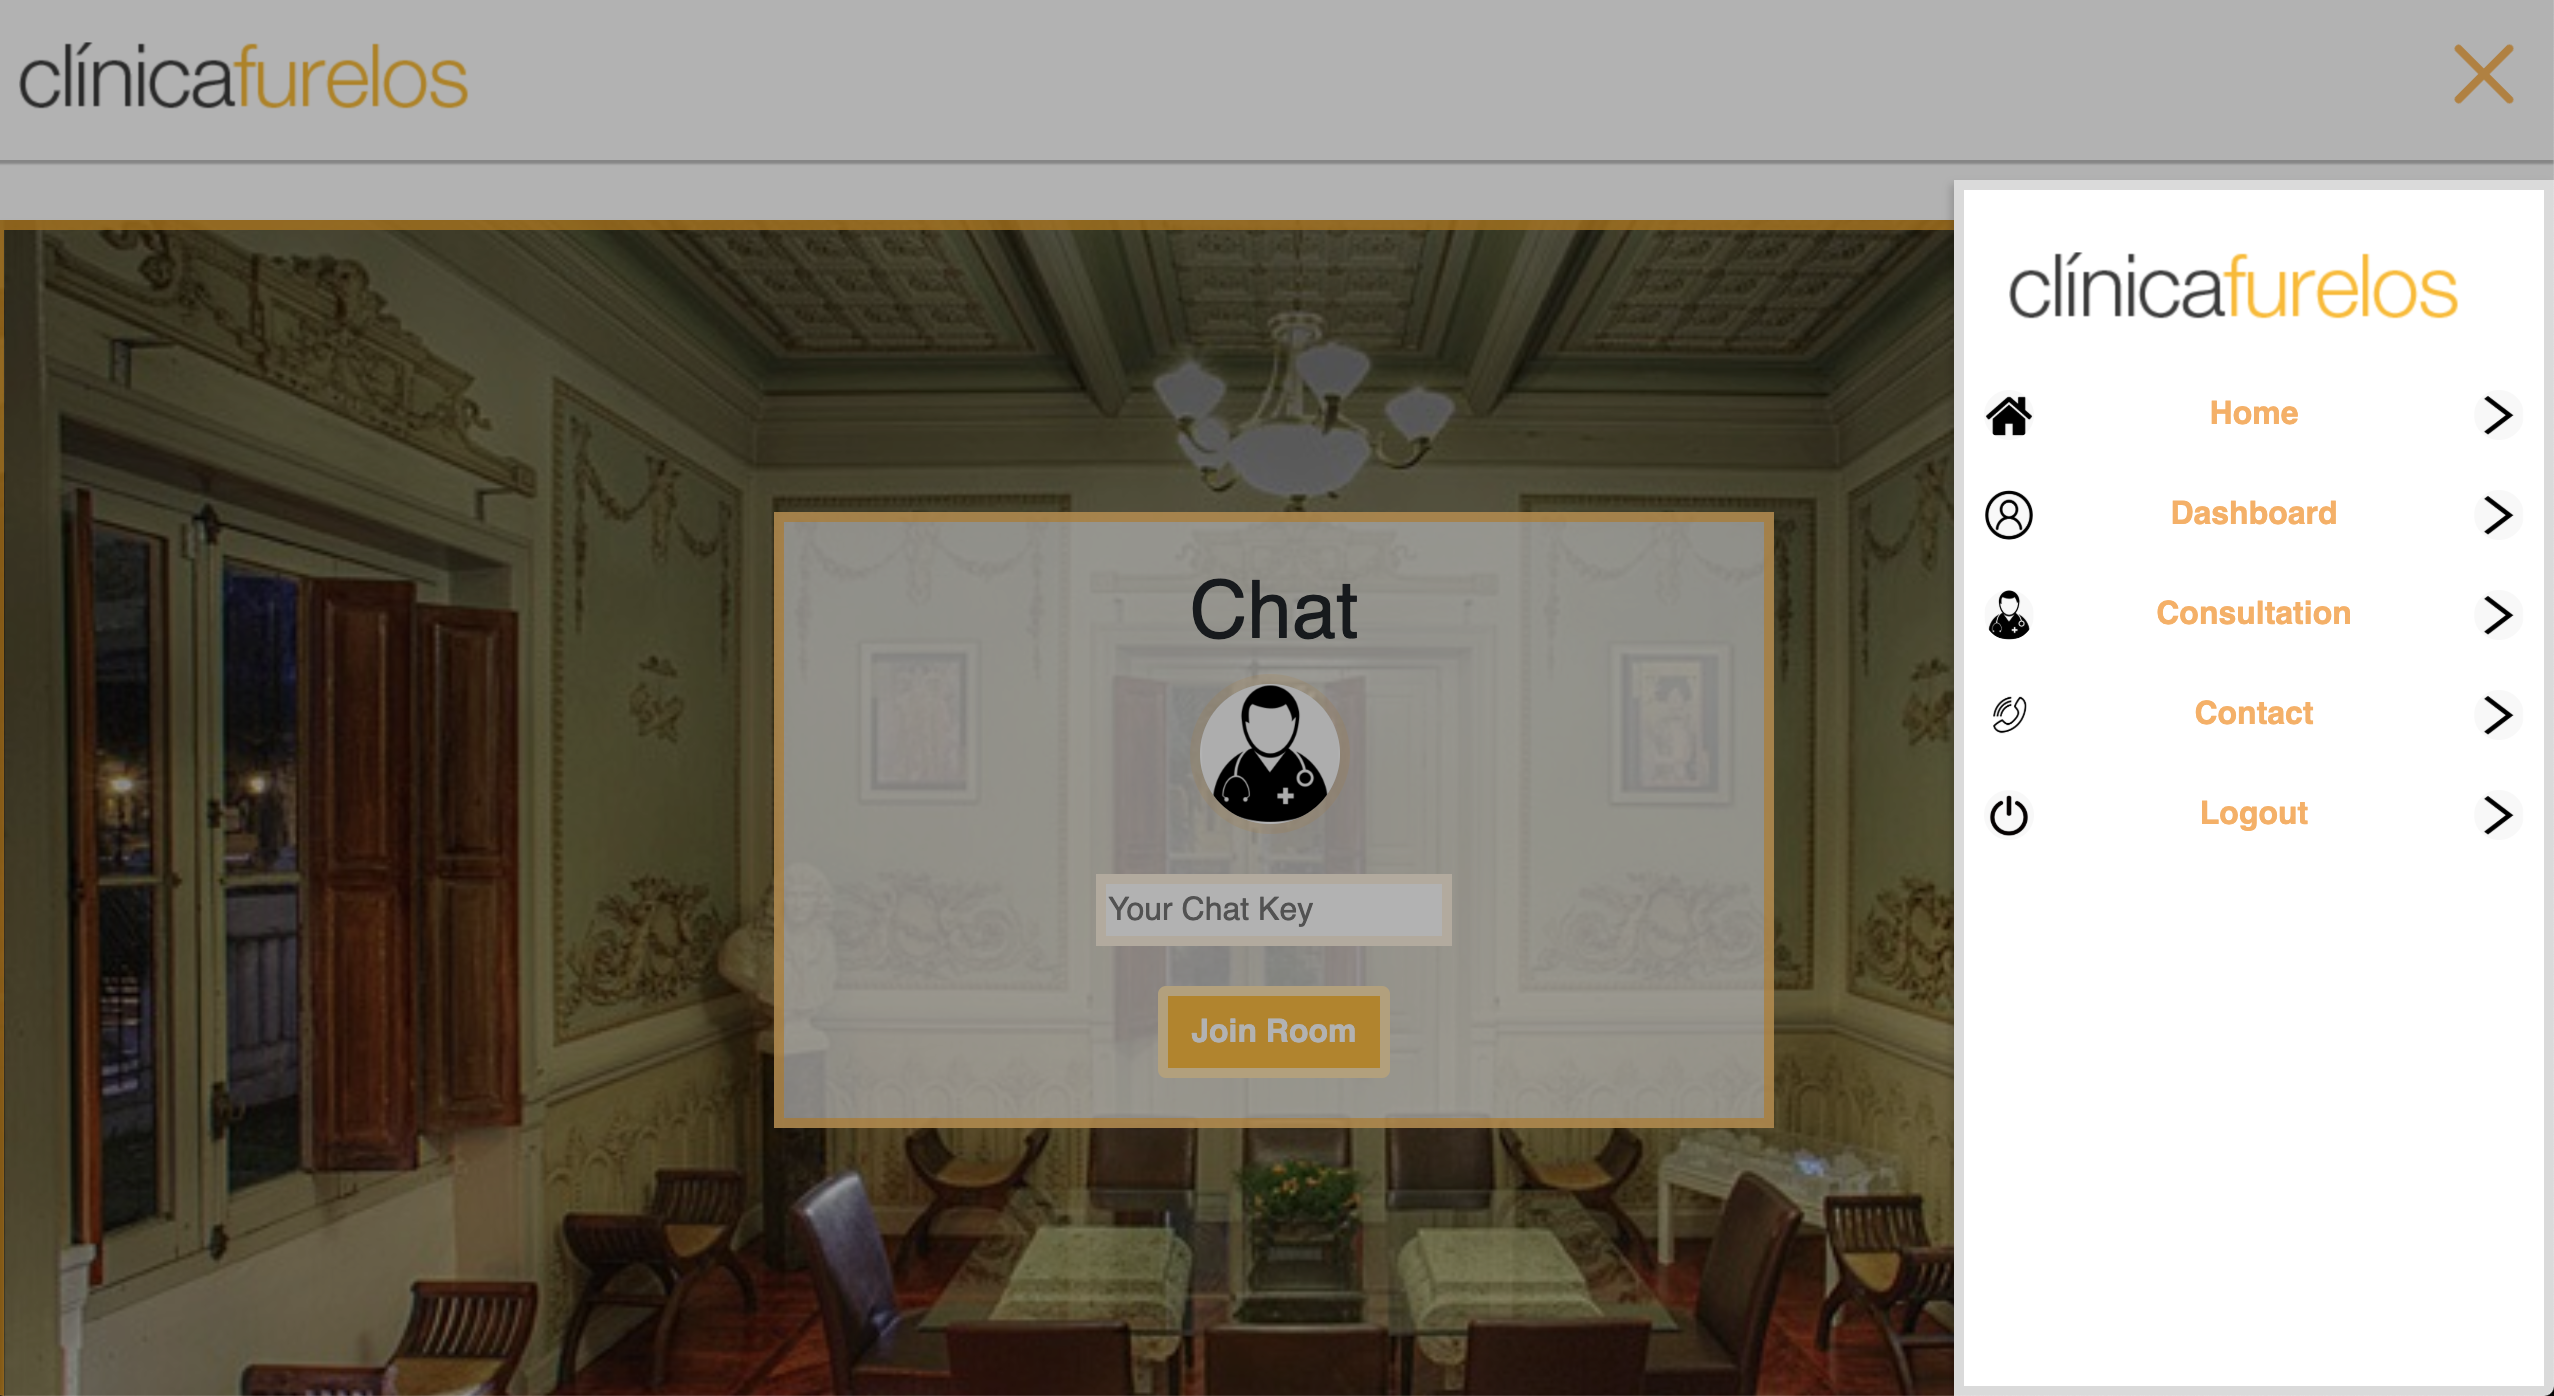 clínicafurelos
clínicafurelos
Home
Dashboard
Consultation
Contact
Logout
Chat
Your Chat Key
Join Room